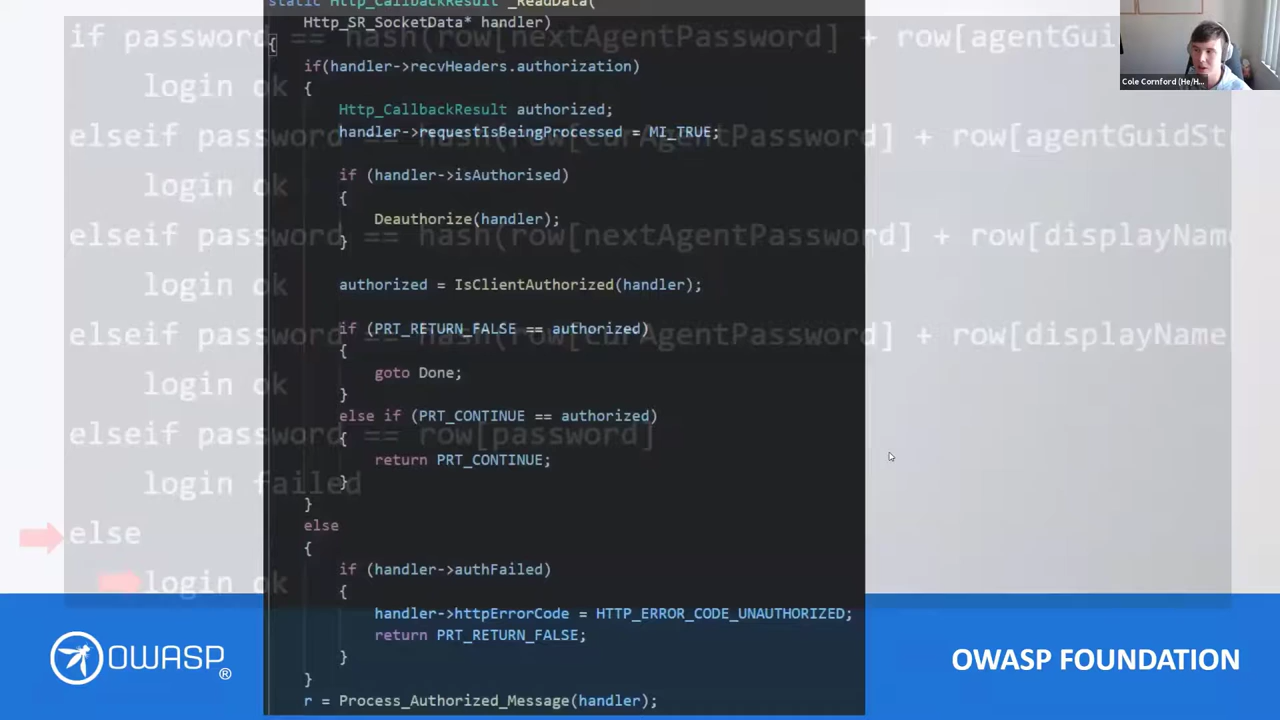 static Http_CallbackResult _ReadData(
Http_SR_SocketData* handler)
{
if(handler->recvHeaders.authorization)
{
Http_CallbackResult authorized;
handler->requestIsBeingProcessed = MI_TRUE;
if (handler->isAuthorised)
{
Deauthorize(handler);
}
authorized = IsClientAuthorized(handler);
if (PRT_RETURN_FALSE == authorized)
{
goto Done;
}
else if (PRT_CONTINUE == authorized)
{
return PRT_CONTINUE;
}
}
else
{
if (handler->authFailed)
{
handler->httpErrorCode = HTTP_ERROR_CODE_UNAUTHORIZED;
return PRT_RETURN_FALSE;
}
}
r = Process_Authorized_Message(handler);
if password == hash(row[nextAgentPassword] + row[agentGui
login ok
elseif password == hash(row[curAgentPassword] + row[agentGuidSt
login ok
elseif password == hash(row[nextAgentPassword] + row[displayName
login ok
elseif password == hash(row[curAgentPassword] + row[displayName
login ok
elseif password == row[password]
login failed
else
login ok
Cole Cornford (He/H...
OWASP®
OWASP FOUNDATION